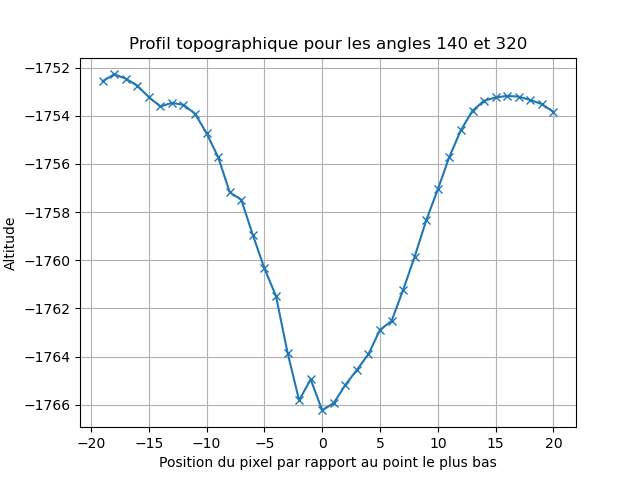 Profil topographique pour les angles 140 et 320
−1752
−1754
−1756
−1758
−1760
−1762
−1764
−1766
Altitude
−20 −15 −10 −5 0 5 10 15 20
Position du pixel par rapport au point le plus bas